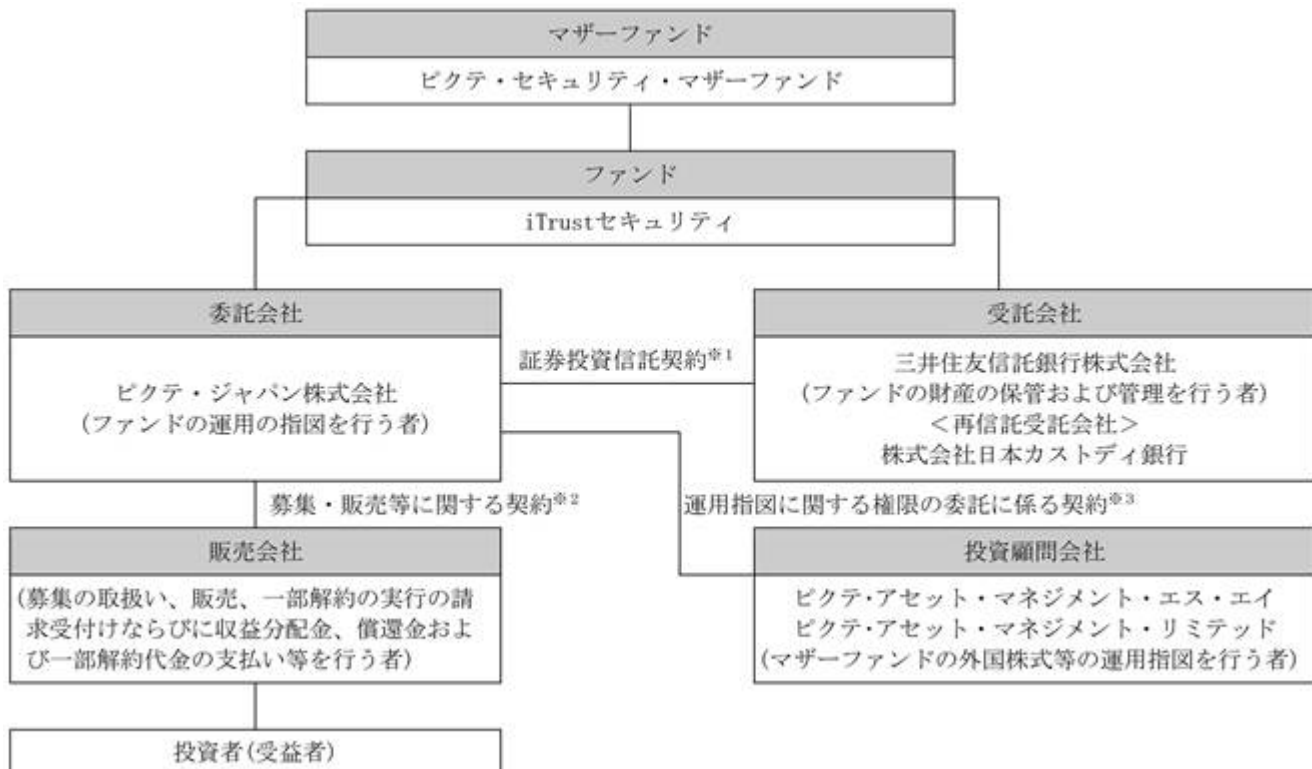 マザーファンド
ピクテ・セキュリティ・マザーファンド
ファンド
iTrustセキュリティ
委託会社
ピクテ・ジャパン株式会社
(ファンドの運用の指図を行う者)
証券投資信託契約※1
受託会社
三井住友信託銀行株式会社
(ファンドの財産の保管および管理を行う者)
＜再信託受託会社＞
株式会社日本カストディ銀行
募集・販売等に関する契約※2
運用指図に関する権限の委託に係る契約※3
販売会社
(募集の取扱い、販売、一部解約の実行の請
求受付けならびに収益分配金、償還金およ
び一部解約代金の支払い等を行う者)
投資顧問会社
ピクテ・アセット・マネジメント・エス・エイ
ピクテ・アセット・マネジメント・リミテッド
(マザーファンドの外国株式等の運用指図を行う者)
投資者(受益者)